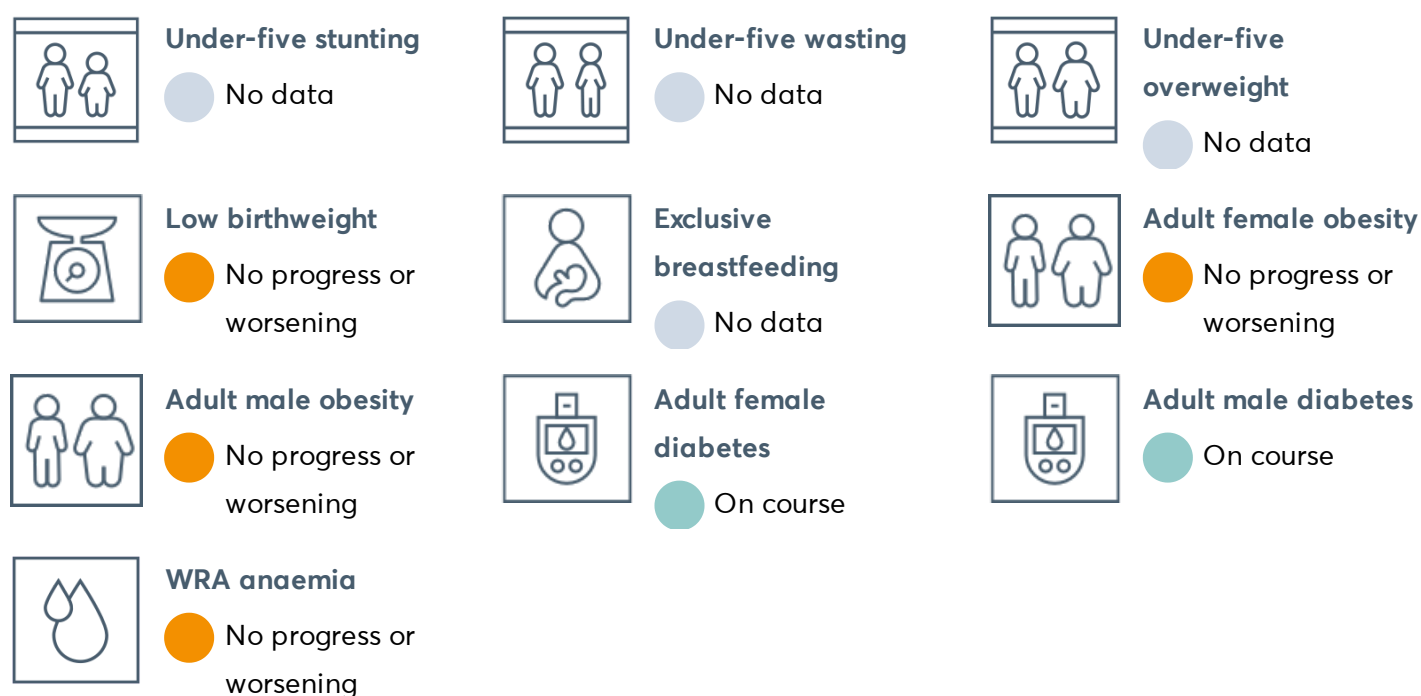 Under-five stunting
No data
Under-five wasting
No data
Under-five
overweight
No data
Low birthweight
No progress or
worsening
Exclusive
breastfeeding
No data
Adult female obesity
No progress or
worsening
Adult male obesity
No progress or
worsening
Adult female
diabetes
On course
Adult male diabetes
On course
WRA anaemia
No progress or
worsening